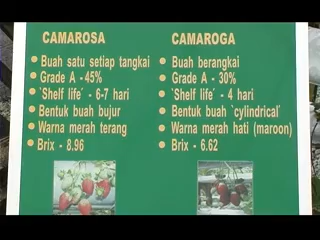 CAMAROSA
• Buah satu setiap tangkai
• Grade A - 45%
• `Shelf life´ - 6-7 hari
• Bentuk buah bujur
• Warna merah terang
• Brix - 8.96
CAMAROGA
• Buah berangkai
• Grade A - 30%
• `Shelf life´ - 4 hari
• Bentuk buah `cylindrical’
• Warna merah hati (maroon)
• Brix - 6.62